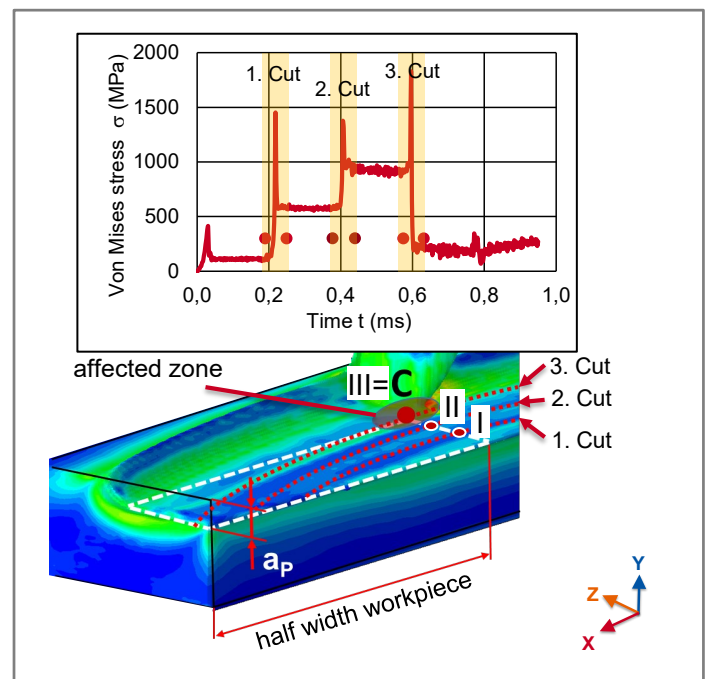 2000
1500
1000
500
0
Von Mises stress σ (MPa)
1. Cut
2. Cut
3. Cut
0,0 0,2 0,4 0,6 0,8 1,0
Time t (ms)
affected zone
III=C
II
I
3. Cut
2. Cut
1. Cut
aP
half width workpiece
Y
Z
X